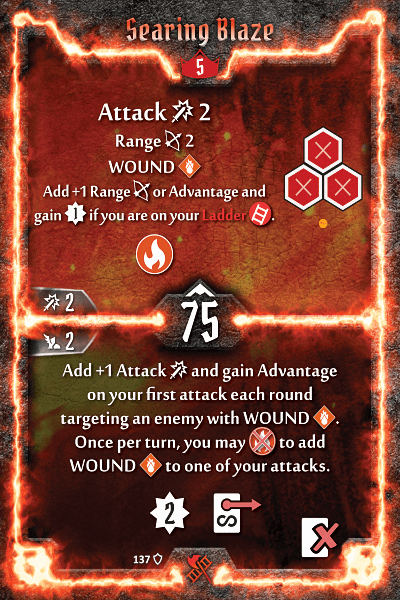 Searing Blaze
5
Attack 2
Range 2
WOUND
Add +1 Range or Advantage and
gain 1 if you are on your Ladder .
2
75
2
Add +1 Attack and gain Advantage
on your first attack each round
targeting an enemy with WOUND .
Once per turn, you may to add
WOUND to one of your attacks.
2
137